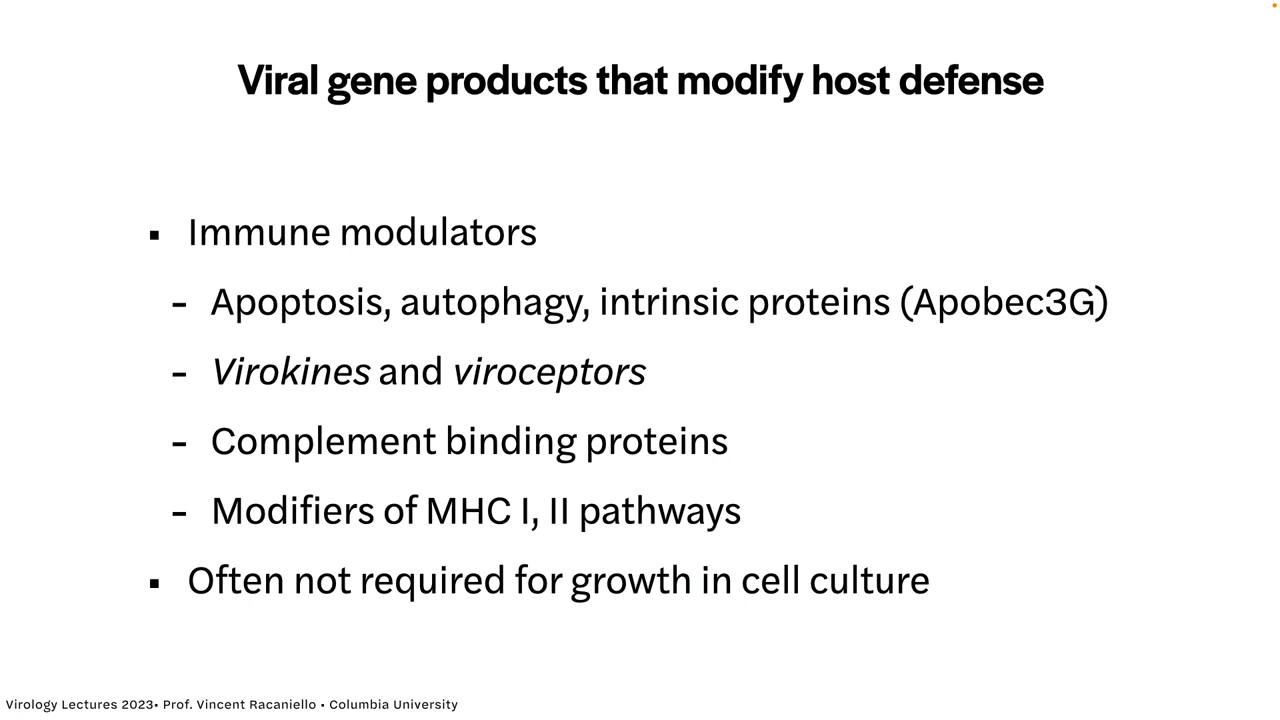 Viral gene products that modify host defense
▪ Immune modulators
- Apoptosis, autophagy, intrinsic proteins (Apobec3G)
- Virokines and viroceptors
- Complement binding proteins
- Modifiers of MHC I, II pathways
▪ Often not required for growth in cell culture
Virology Lectures 2023• Prof. Vincent Racaniello • Columbia University